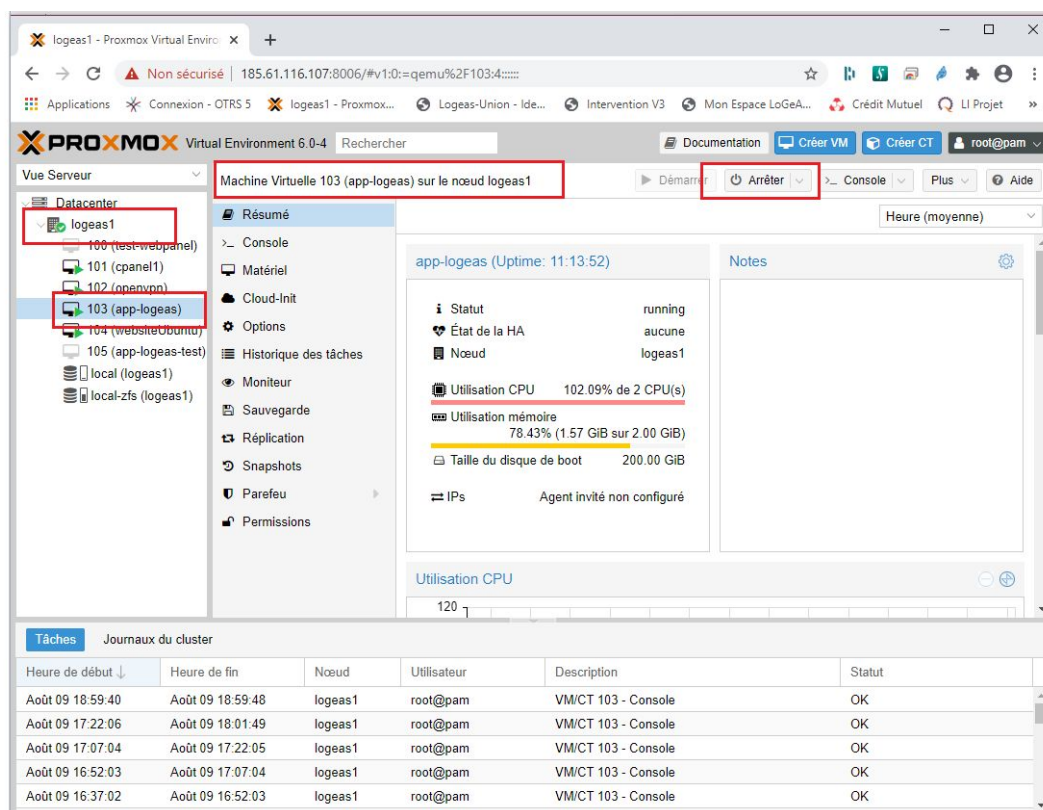 logeas1 - Proxmox Virtual Enviro
Non sécurisé | 185.61.116.107:8006/#v1:0:=qemu%2F103:4::::::
Applications Connexion - OTRS 5 logeas1 - Proxmox... Logeas-Union - Ide... Intervention V3 Mon Espace LoGeA... Crédit Mutuel LI Projet »
PROXMOX Virtual Environment 6.0-4 Rechercher Documentation Créer VM Créer CT root@pam
Vue Serveur Machine Virtuelle 103 (app-logeas) sur le nœud logeas1 Démarrer Arrêter >_ Console Plus Aide
Datacenter
logeas1
100 (test-webpanel)
101 (cpanel1)
102 (openvpn)
103 (app-logeas)
104 (websiteUbuntu)
105 (app-logeas-test)
local (logeas1)
local-zfs (logeas1)
Résumé
>_ Console
Matériel
Cloud-Init
Options
Historique des tâches
Moniteur
Sauvegarde
Réplication
Snapshots
Parefeu
Permissions
Heure (moyenne)
app-logeas (Uptime: 11:13:52)
Statut running
État de la HA aucune
Nœud logeas1
Utilisation CPU 102.09% de 2 CPU(s)
Utilisation mémoire
78.43% (1.57 GiB sur 2.00 GiB)
Taille du disque de boot 200.00 GiB
IPs Agent invité non configuré
Notes
Utilisation CPU
120
Tâches Journaux du cluster
Heure de début ↓ Heure de fin Nœud Utilisateur Description Statut
Août 09 18:59:40 Août 09 18:59:48 logeas1 root@pam VM/CT 103 - Console OK
Août 09 17:22:06 Août 09 18:01:49 logeas1 root@pam VM/CT 103 - Console OK
Août 09 17:07:04 Août 09 17:22:05 logeas1 root@pam VM/CT 103 - Console OK
Août 09 16:52:03 Août 09 17:07:04 logeas1 root@pam VM/CT 103 - Console OK
Août 09 16:37:02 Août 09 16:52:03 logeas1 root@pam VM/CT 103 - Console OK